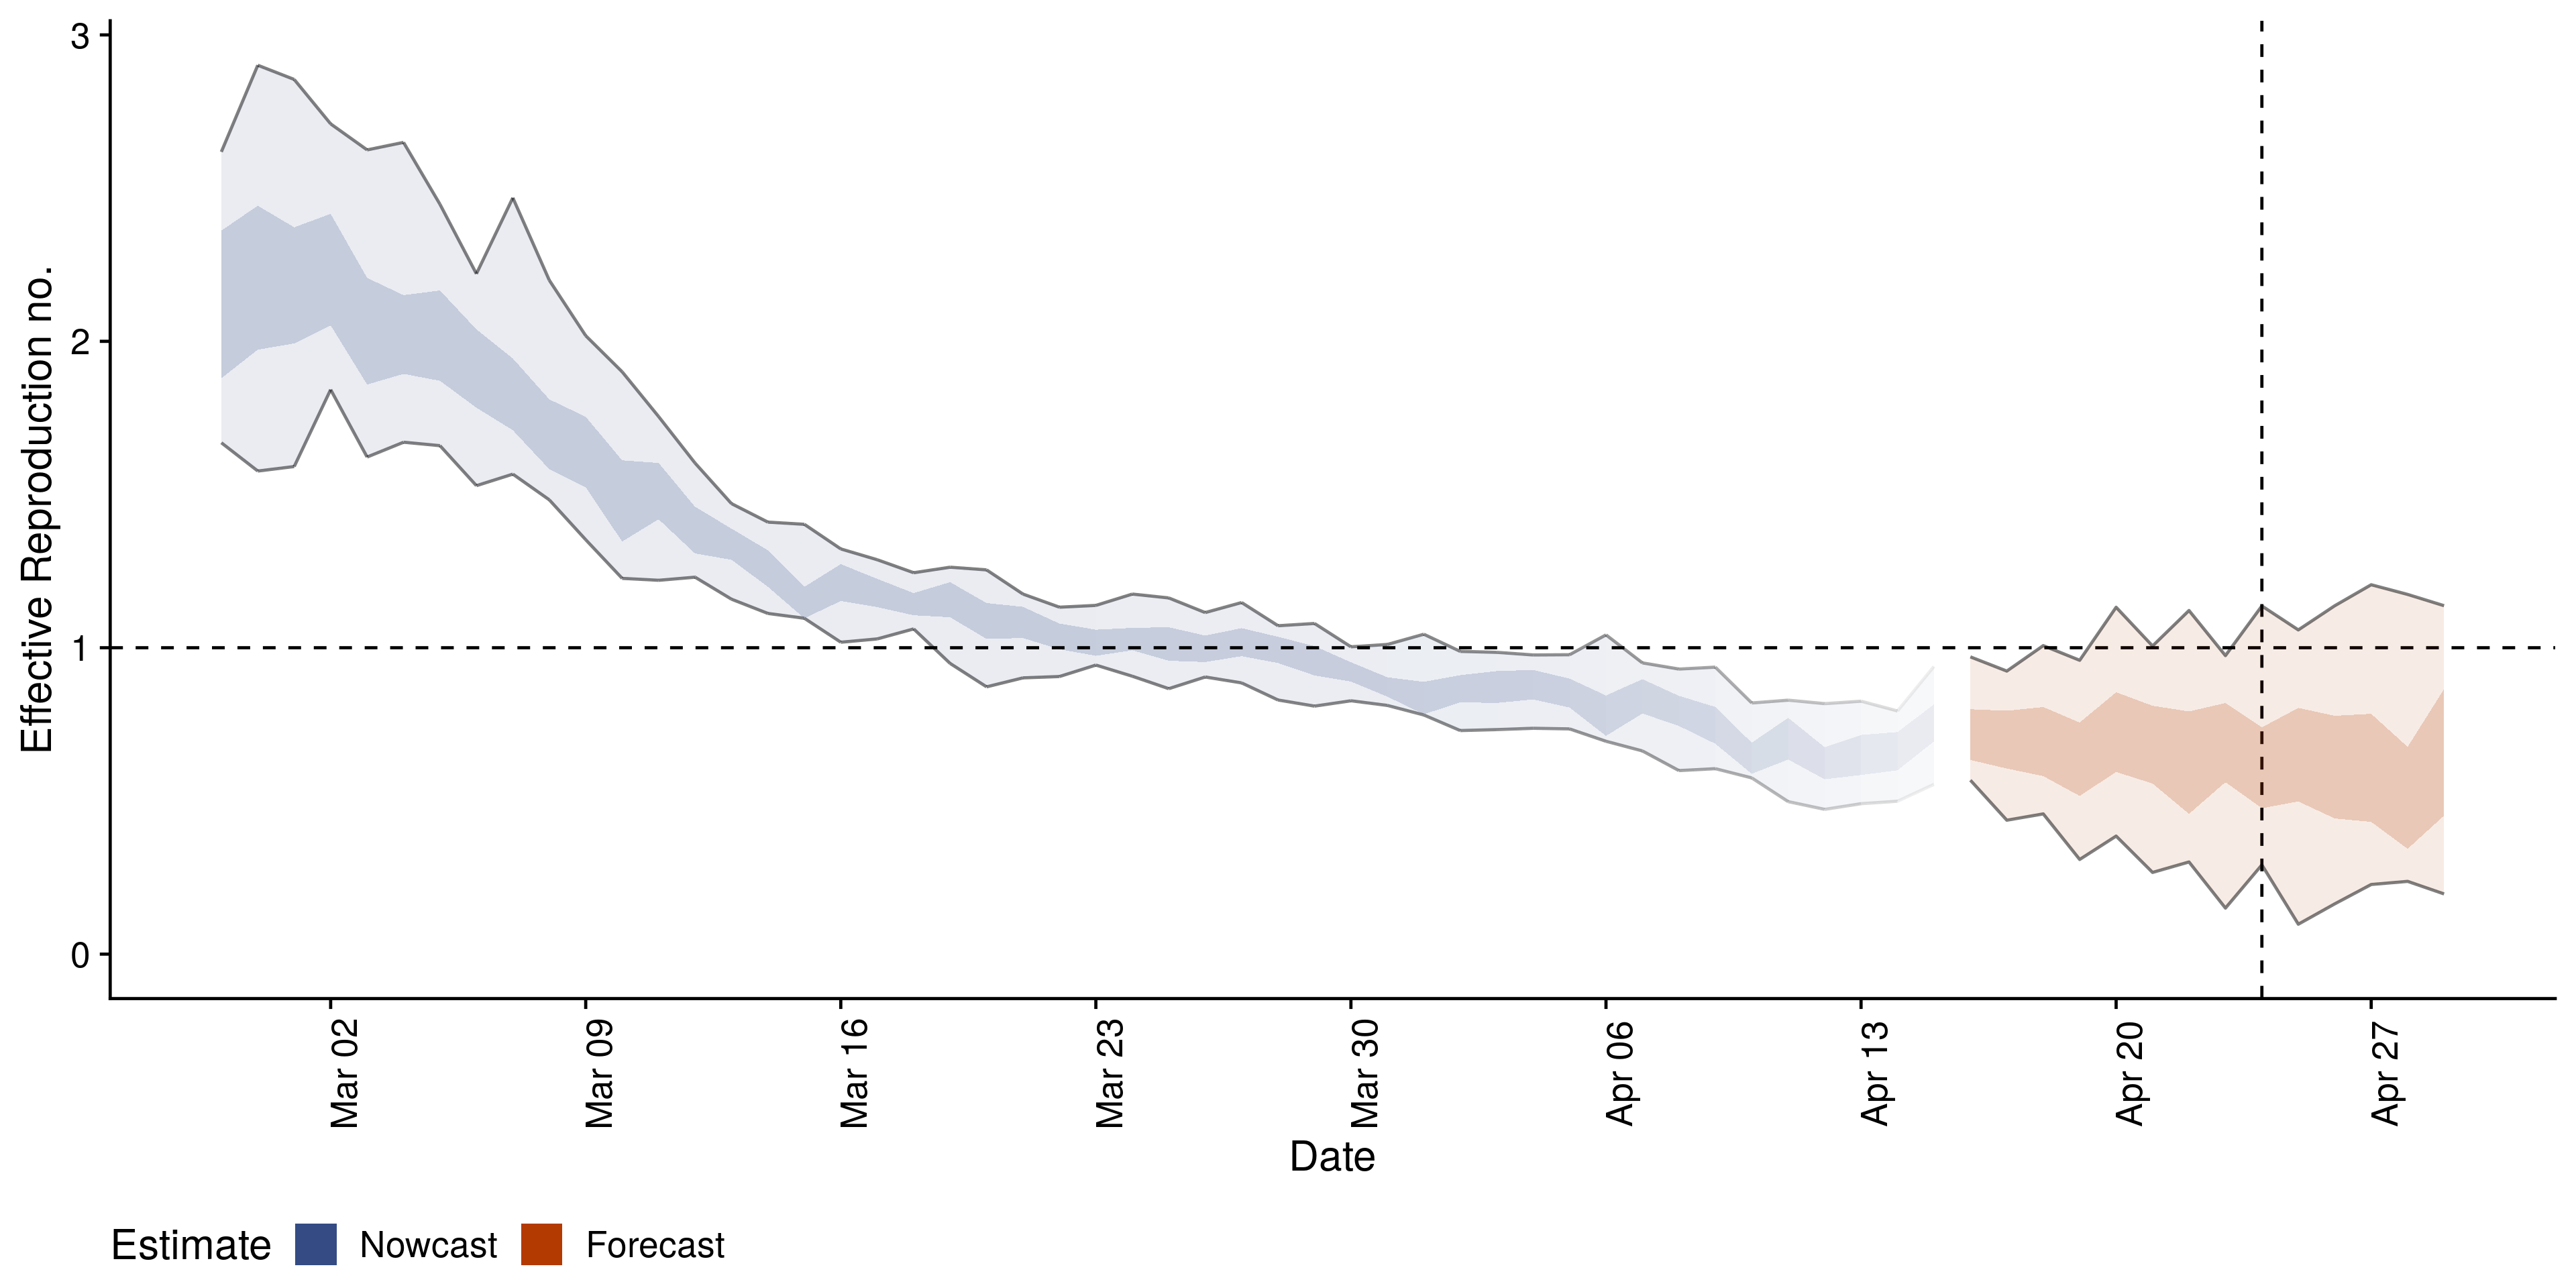 Effective Reproduction no.
3
2
1
0
Mar 02
Mar 09
Mar 16
Mar 23
Mar 30
Apr 06
Apr 13
Apr 20
Apr 27
Date
Estimate Nowcast Forecast